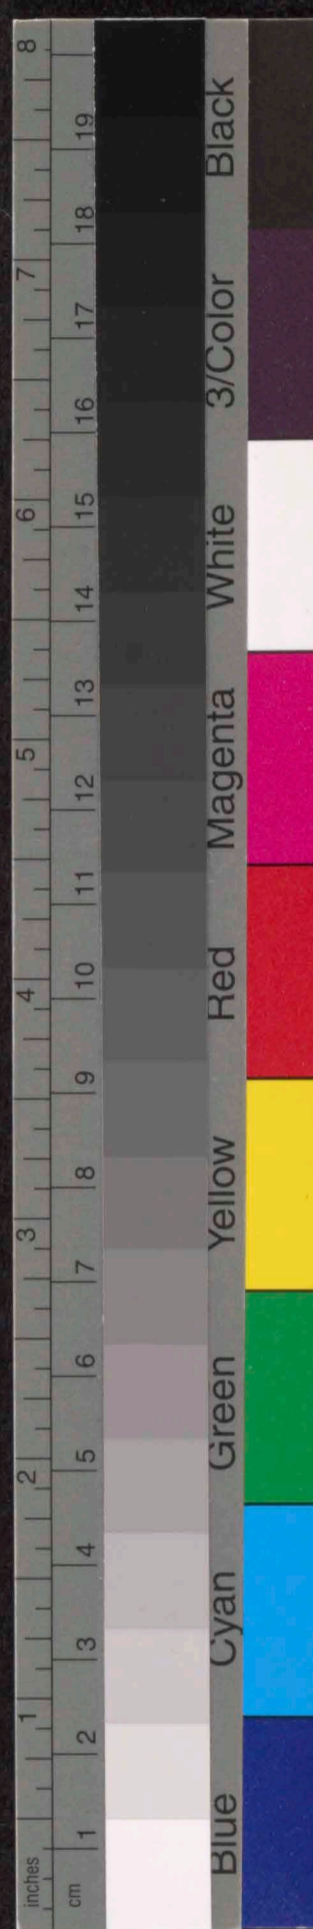 inches 1 2 3 4 5 6 7 8
cm 1 2 3 4 5 6 7 8 9 10 11 12 13 14 15 16 17 18 19
Blue Cyan Green Yellow Red Magenta White 3/Color Black